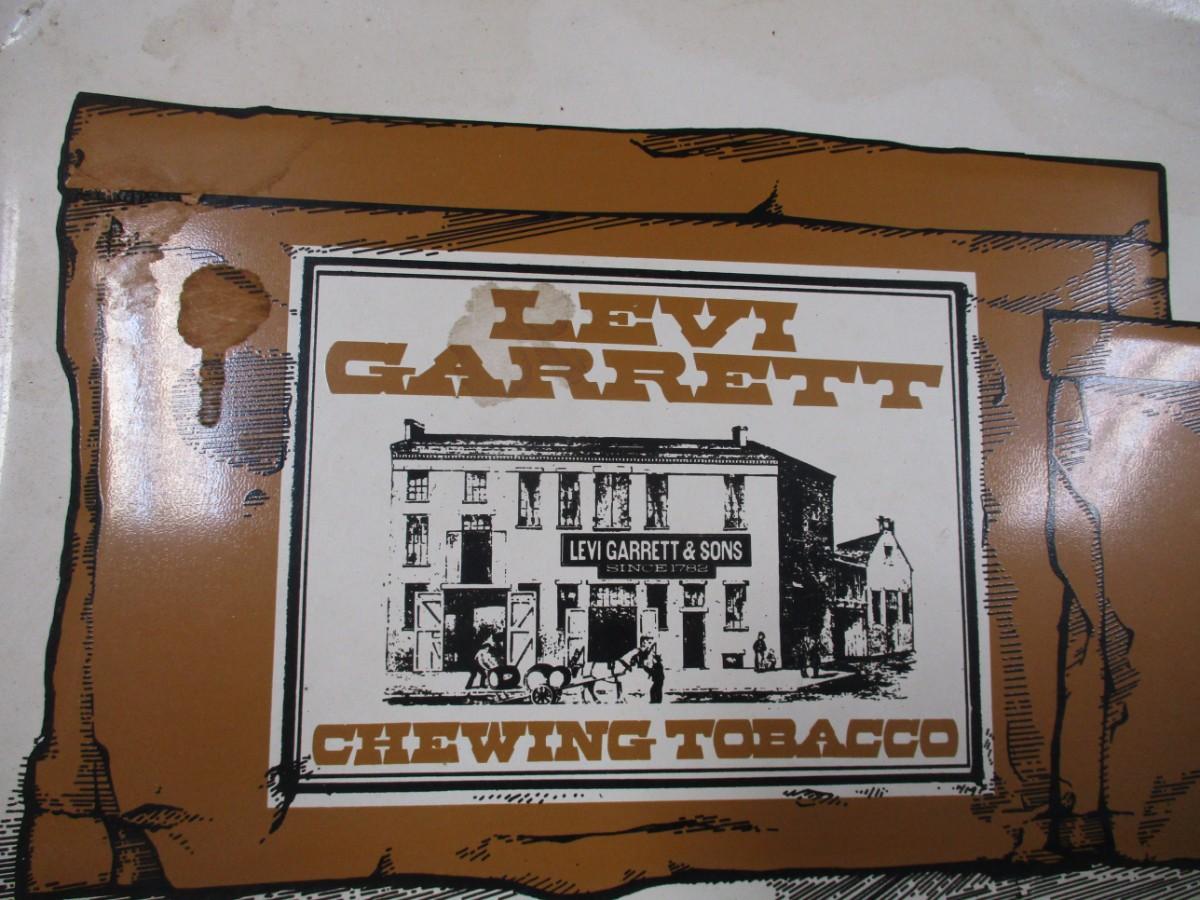 LEVI
GARRETT
LEVI GARRETT & SONS
SINCE 1782
CHEWING TOBACCO